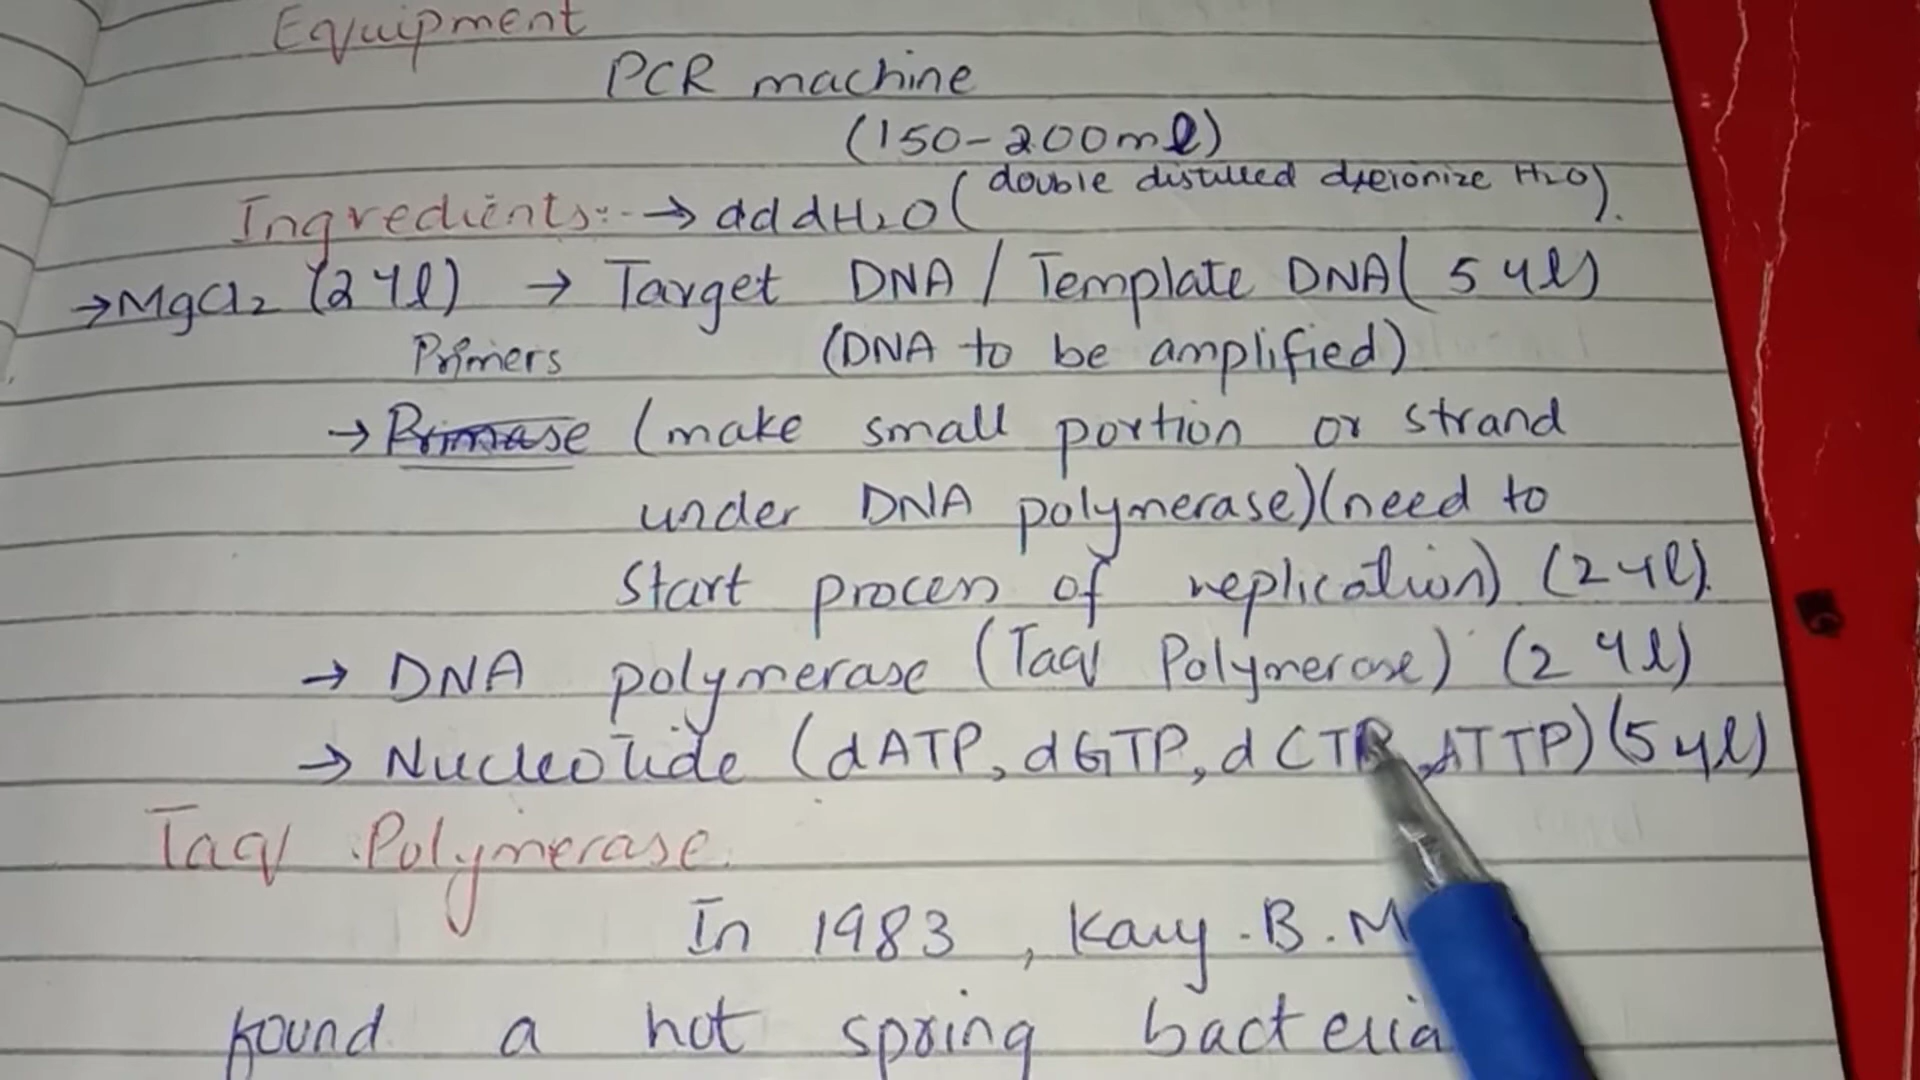 Equipment
PCR machine
(150-200ml)
Ingredients:- → dd dH₂O (double distilled deionize H₂O).
→ MgCl₂ (2 μl) → Target DNA / Template DNA (5 μl)
Primers (DNA to be amplified)
→ Primase (make small portion or strand
under DNA polymerase) (need to
Start process of replication) (2 μl).
→ DNA polymerase (Taq Polymerase) (2 μl)
→ Nucleotide (dATP, dGTP, dCTP, dTTP) (5 μl)
Taq Polymerase.
In 1983, Kary. B. M
found a hot spring bacteria